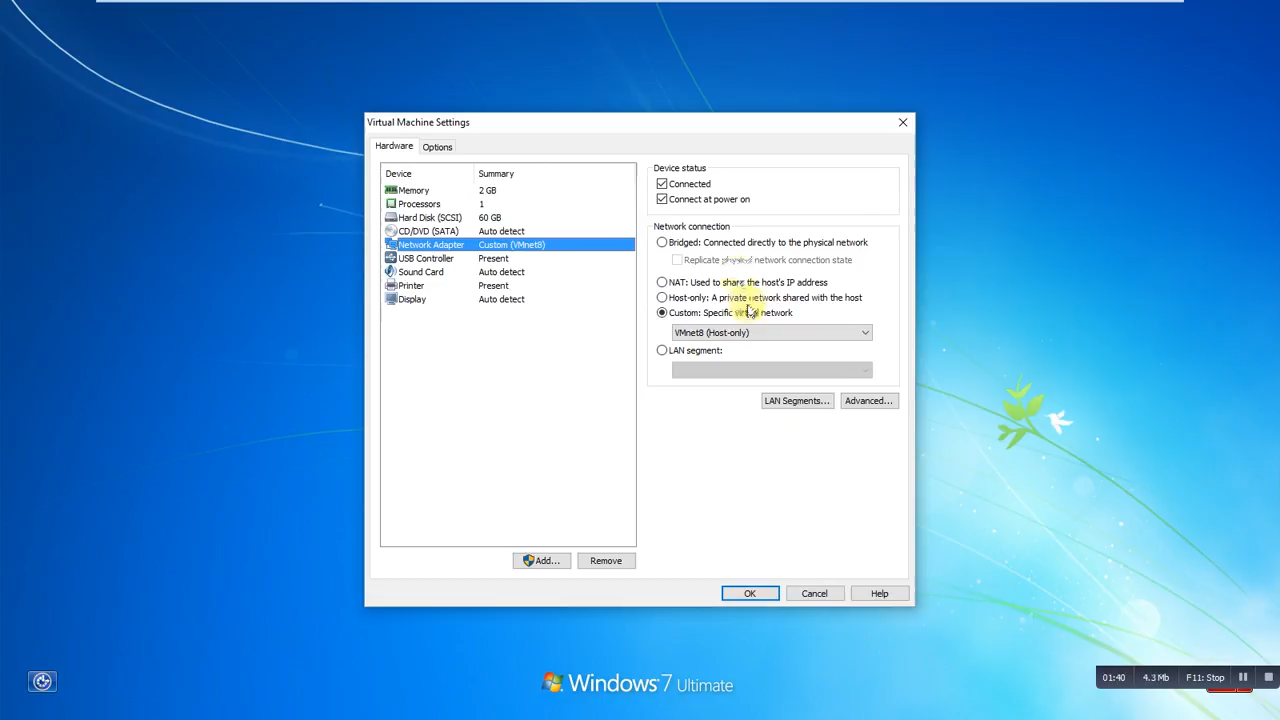 Virtual Machine Settings
Hardware Options
Device Summary
Memory 2 GB
Processors 1
Hard Disk (SCSI) 60 GB
CD/DVD (SATA) Auto detect
Network Adapter Custom (VMnet8)
USB Controller Present
Sound Card Auto detect
Printer Present
Display Auto detect
Add... Remove
Device status
Connected
Connect at power on
Network connection
Bridged: Connected directly to the physical network
Replicate physical network connection state
NAT: Used to share the host's IP address
Host-only: A private network shared with the host
Custom: Specific virtual network
VMnet8 (Host-only)
LAN segment:
LAN Segments... Advanced...
OK Cancel Help
Windows 7 Ultimate
01:40 4.3 Mb F11: Stop